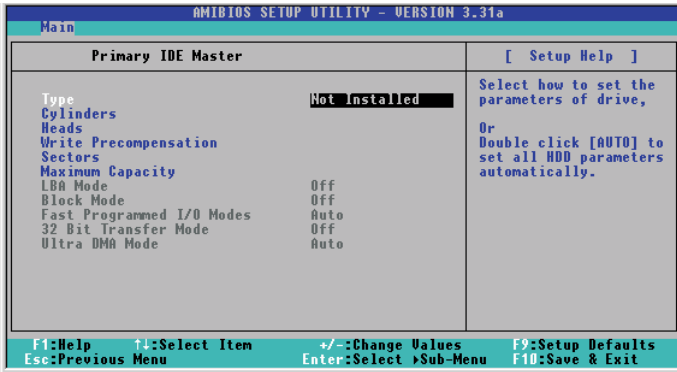 AMIBIOS SETUP UTILITY - VERSION 3.31a
Main
Primary IDE Master
[ Setup Help ]
Type Not Installed
Cylinders
Heads
Write Precompensation
Sectors
Maximum Capacity
LBA Mode Off
Block Mode Off
Fast Programmed I/O Modes Auto
32 Bit Transfer Mode Off
Ultra DMA Mode Auto
Select how to set the
parameters of drive,
Or
Double click [AUTO] to
set all HDD parameters
automatically.
F1:Help ↑↓:Select Item +/-:Change Values F9:Setup Defaults
Esc:Previous Menu Enter:Select ▸Sub-Menu F10:Save & Exit